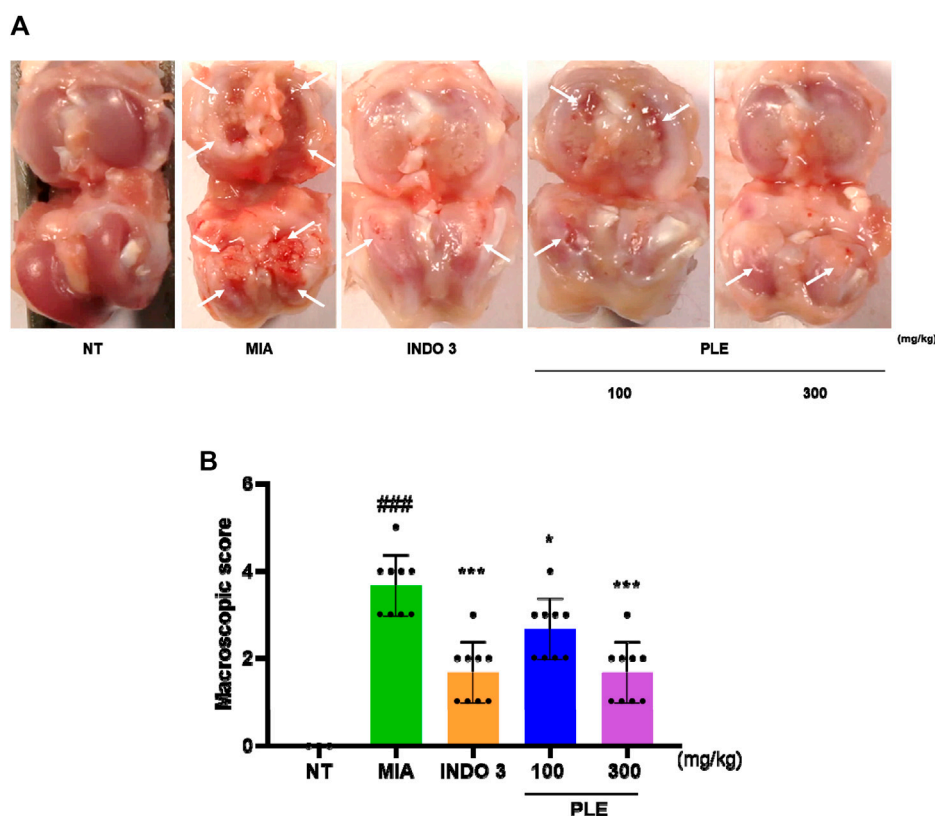 A
NT MIA INDO 3 PLE (mg/kg)
100 300
B
6
###
*
***
***
4
2
0
Macroscopic score
NT MIA INDO 3 100 300 (mg/kg)
PLE